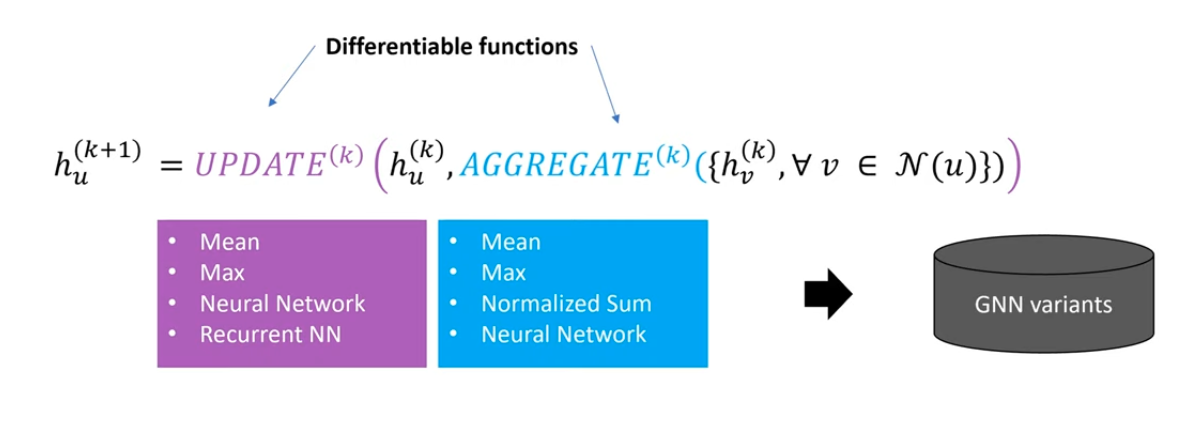 Differentiable functions
h_u^{(k+1)} = UPDATE^{(k)}(h_u^{(k)}, AGGREGATE^{(k)}({h_v^{(k)}, ∀ v ∈ 𝒩(u)}))
• Mean
• Max
• Neural Network
• Recurrent NN
• Mean
• Max
• Normalized Sum
• Neural Network
GNN variants